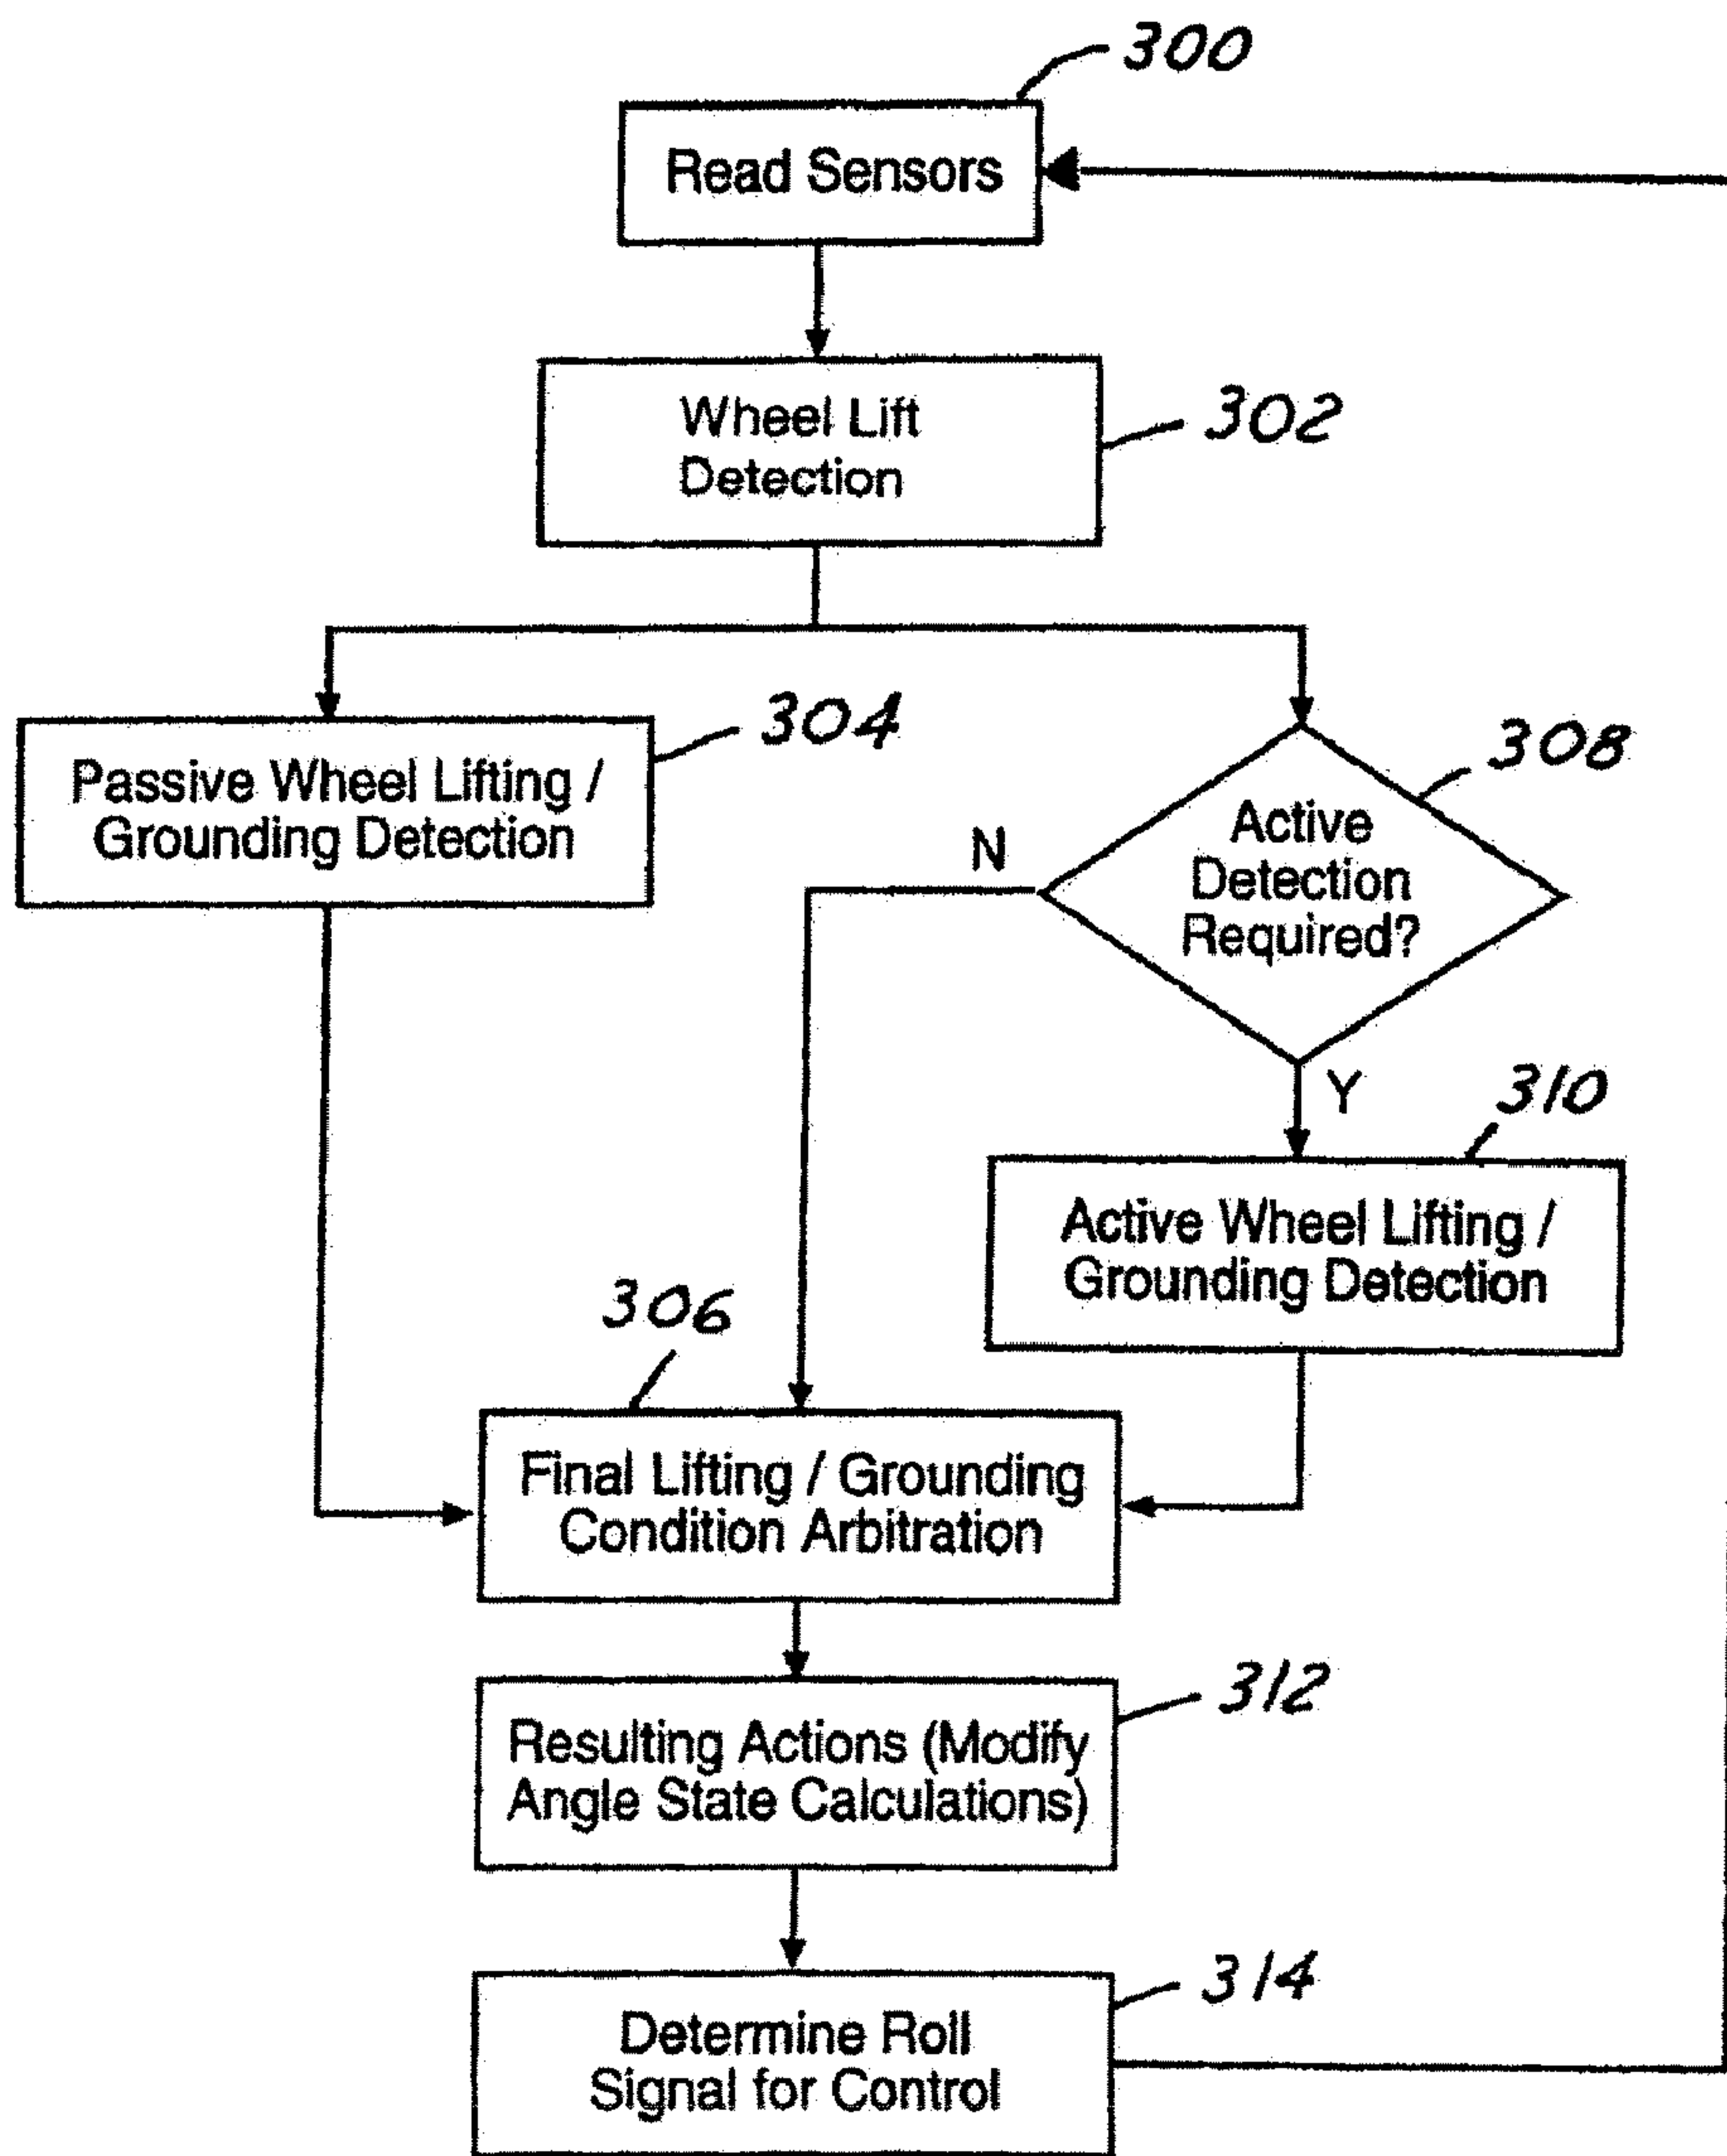 300
Read Sensors
302
Wheel Lift
Detection
304
Passive Wheel Lifting /
Grounding Detection
308
Active
Detection
Required?
N
Y
310
Active Wheel Lifting /
Grounding Detection
306
Final Lifting / Grounding
Condition Arbitration
312
Resulting Actions (Modify
Angle State Calculations)
314
Determine Roll
Signal for Control